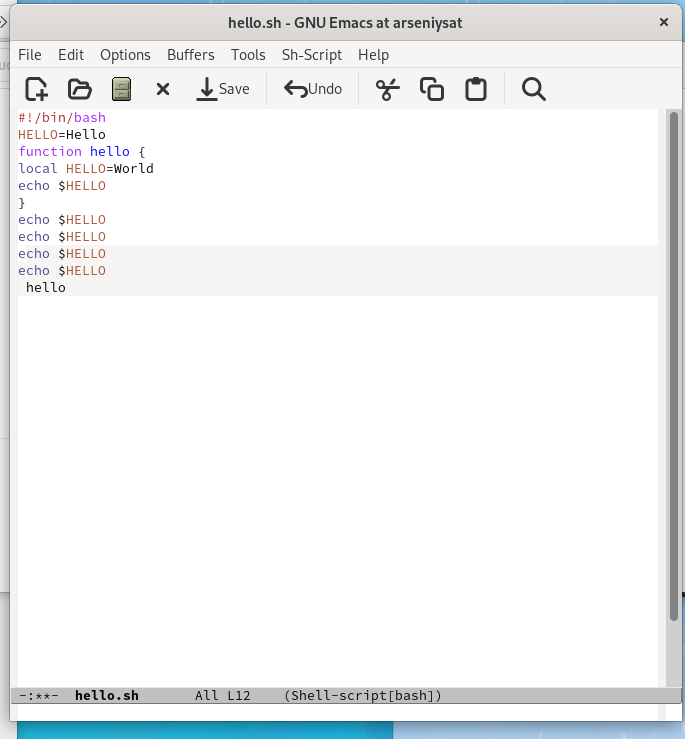 hello.sh - GNU Emacs at arseniysat
File Edit Options Buffers Tools Sh-Script Help
Save Undo
#!/bin/bash
HELLO=Hello
function hello {
local HELLO=World
echo $HELLO
}
echo $HELLO
echo $HELLO
echo $HELLO
echo $HELLO
 hello
-:**- hello.sh All L12 (Shell-script[bash])